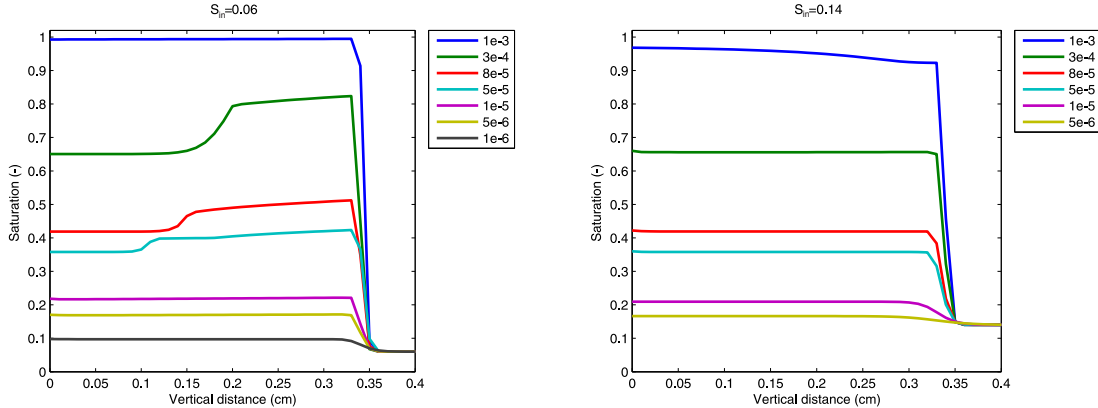 S_in=0.06
1
0.9
0.8
0.7
0.6
0.5
0.4
0.3
0.2
0.1
0
Saturation (-)
0 0.05 0.1 0.15 0.2 0.25 0.3 0.35 0.4
Vertical distance (cm)
1e-3
3e-4
8e-5
5e-5
1e-5
5e-6
1e-6
S_in=0.14
1
0.9
0.8
0.7
0.6
0.5
0.4
0.3
0.2
0.1
0
Saturation (-)
0 0.05 0.1 0.15 0.2 0.25 0.3 0.35 0.4
Vertical distance (cm)
1e-3
3e-4
8e-5
5e-5
1e-5
5e-6